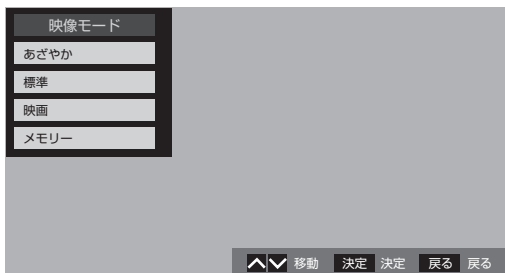 映像モード
あざやか
標準
映画
メモリー
移動 決定 決定 戻る 戻る